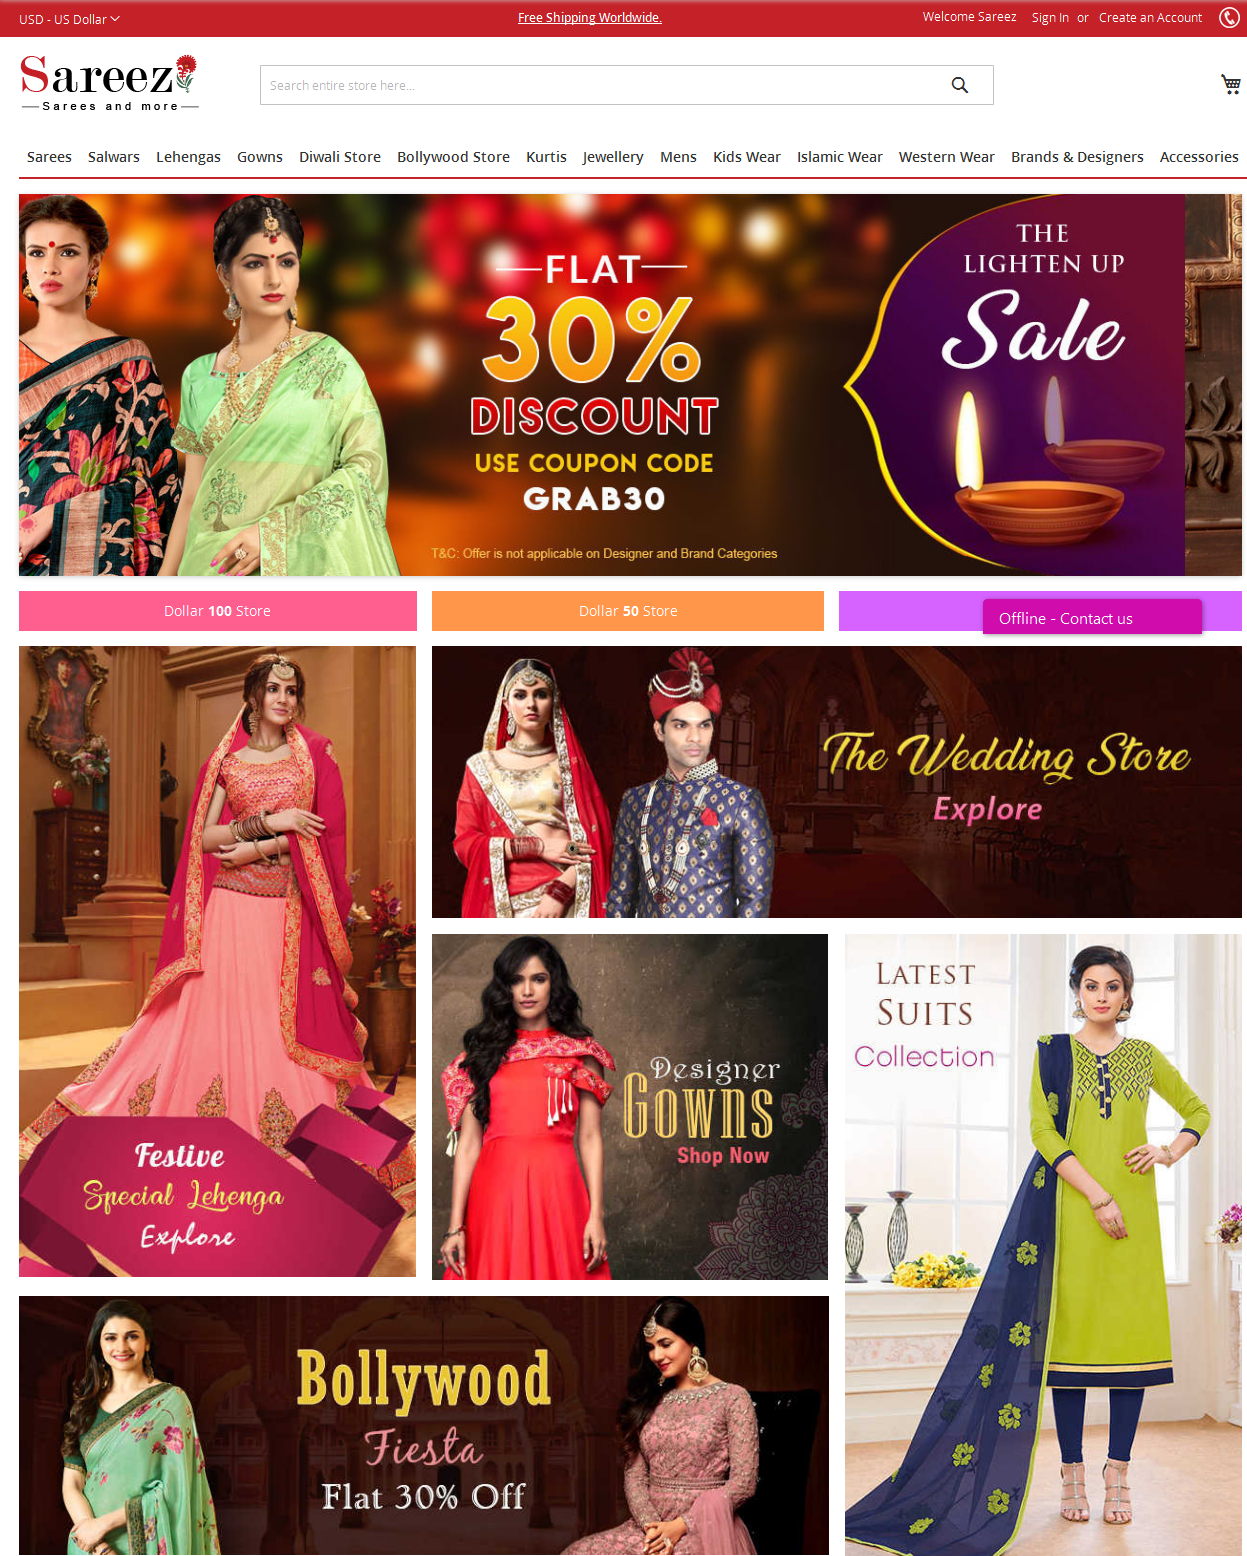 USD - US Dollar
Free Shipping Worldwide.
Welcome Sareez
Sign In or Create an Account
Sareez
Sarees and more
Search entire store here...
Sarees Salwars Lehengas Gowns Diwali Store Bollywood Store Kurtis Jewellery Mens Kids Wear Islamic Wear Western Wear Brands & Designers Accessories
FLAT
30%
DISCOUNT
USE COUPON CODE
GRAB30
T&C: Offer is not applicable on Designer and Brand Categories
THE
LIGHTEN UP
Sale
Dollar 100 Store
Dollar 50 Store
Offline - Contact us
The Wedding Store
Explore
Festive
Special Lehenga
Explore
Designer
Gowns
Shop Now
LATEST
SUITS
Collection
Bollywood
Fiesta
Flat 30% Off